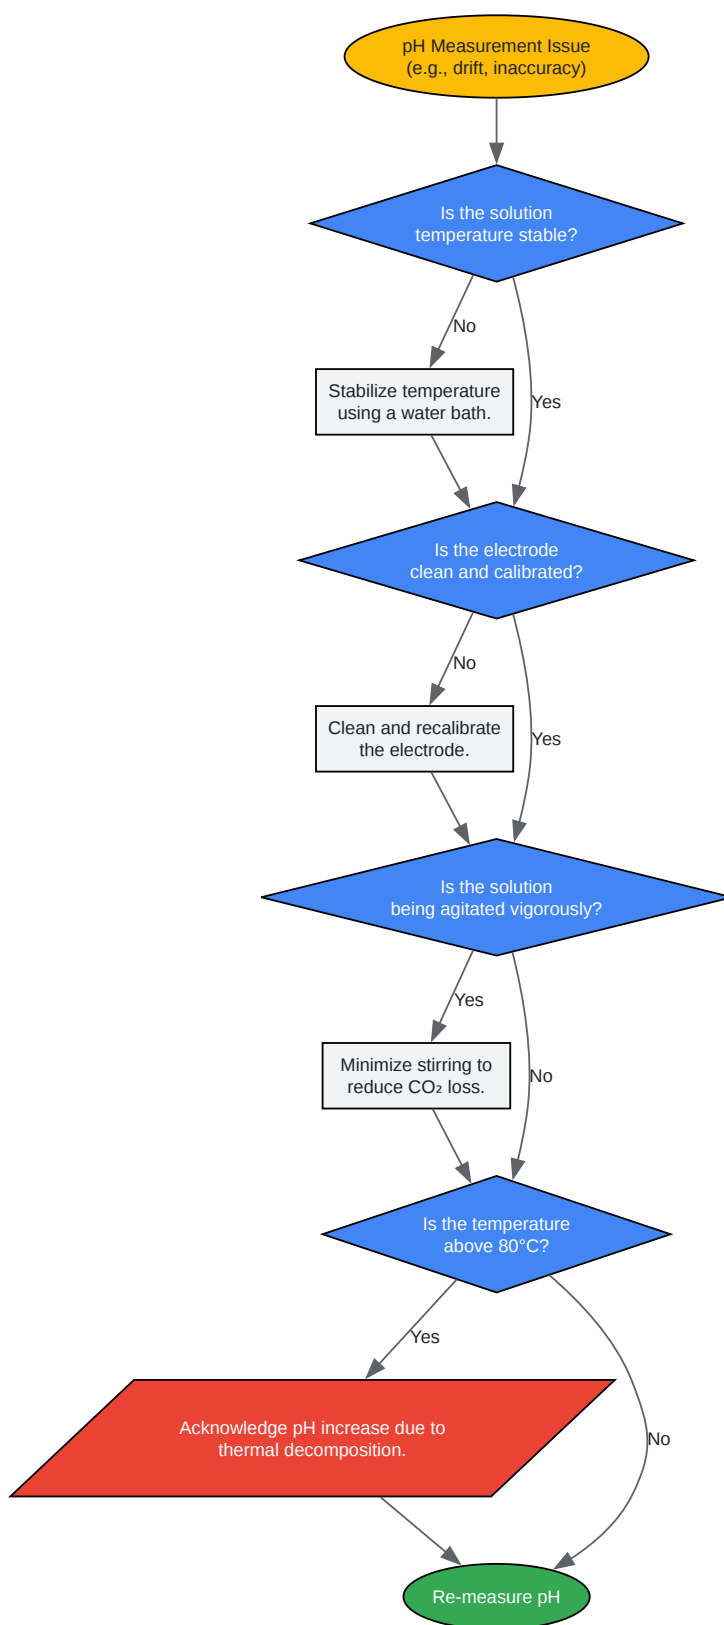 pH Measurement Issue
(e.g., drift, inaccuracy)
Is the solution
temperature stable?
No
Stabilize temperature
using a water bath.
Yes
Is the electrode
clean and calibrated?
No
Clean and recalibrate
the electrode.
Yes
Is the solution
being agitated vigorously?
Yes
Minimize stirring to
reduce CO₂ loss.
No
Is the temperature
above 80°C?
Yes
Acknowledge pH increase due to
thermal decomposition.
No
Re-measure pH